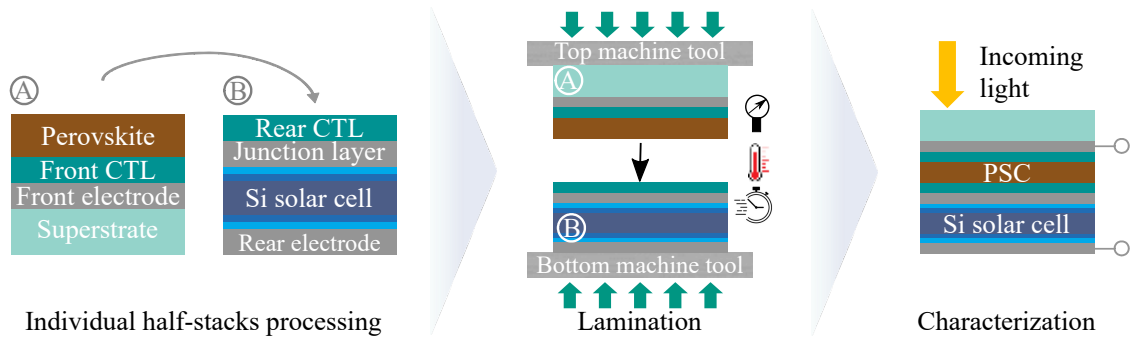 A
Perovskite
Front CTL
Front electrode
Superstrate
B
Rear CTL
Junction layer
Si solar cell
Rear electrode
Individual half-stacks processing
Top machine tool
A
B
Bottom machine tool
Lamination
Incoming
light
PSC
Si solar cell
Characterization